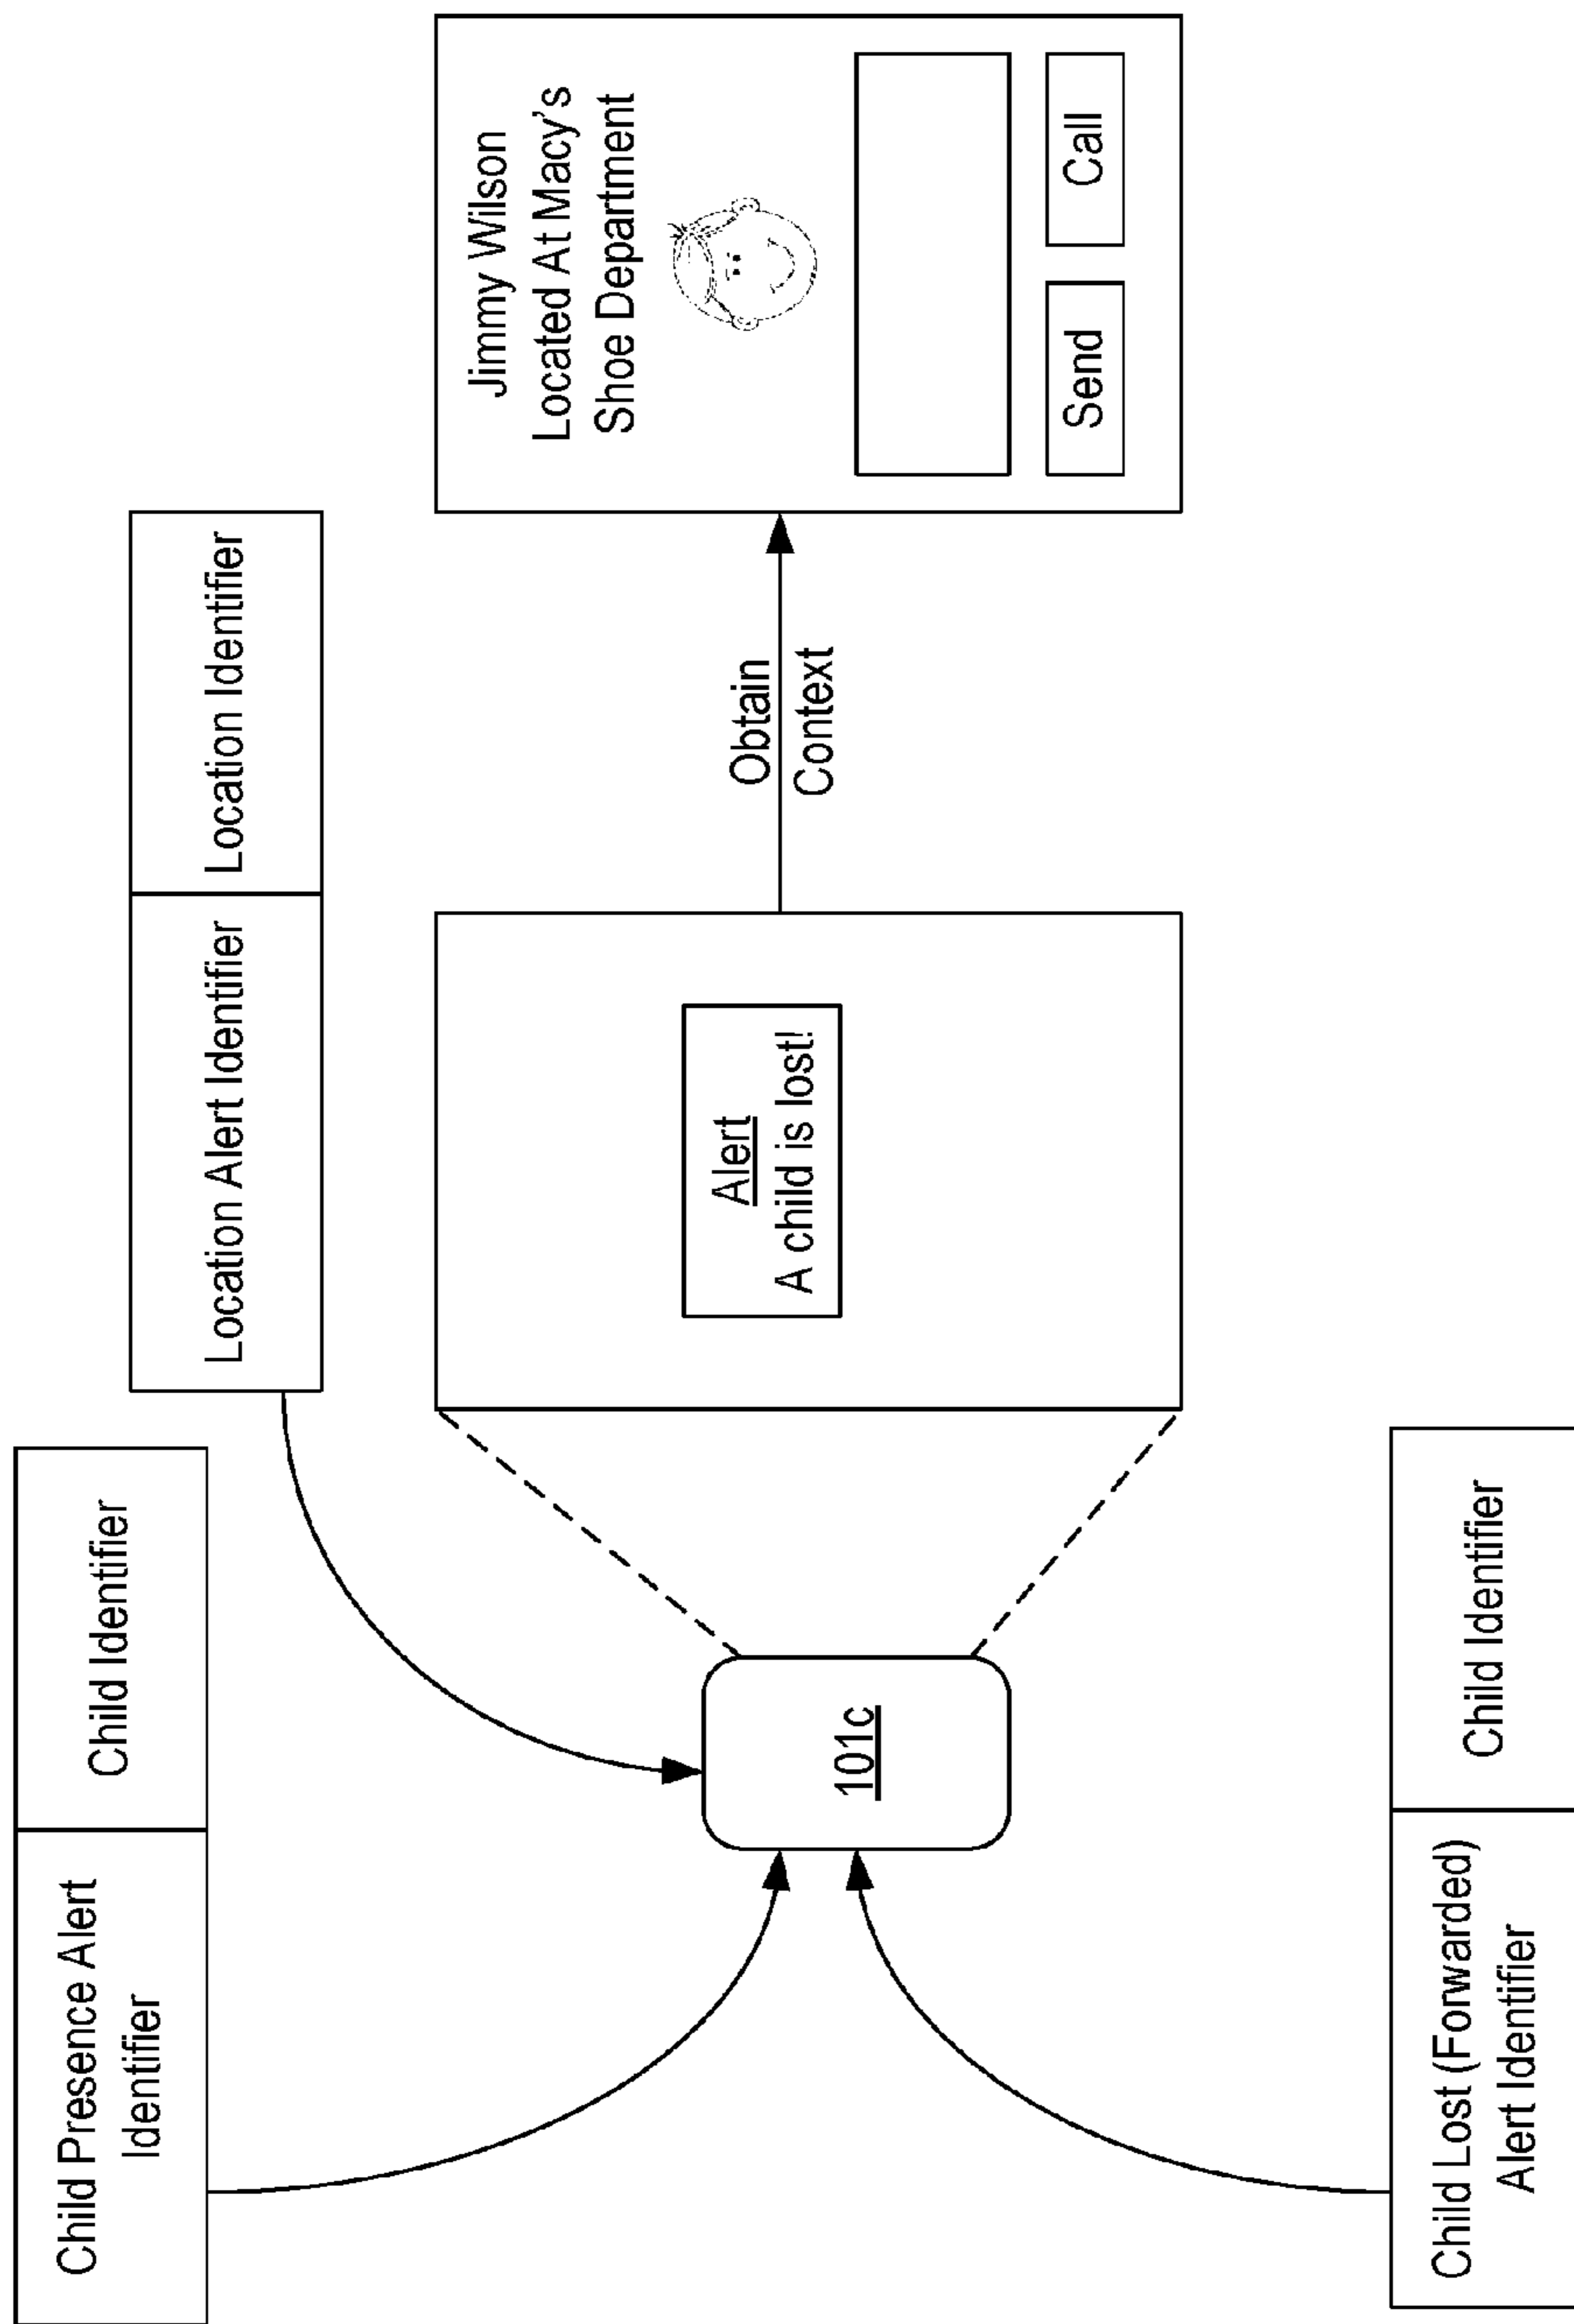 Child Presence Alert
Identifier
Child Identifier
Location Alert Identifier
Location Identifier
101c
Alert
A child is lost!
Obtain
Context
Jimmy Wilson
Located At Macy's
Shoe Department
Send
Call
Child Lost (Forwarded)
Alert Identifier
Child Identifier